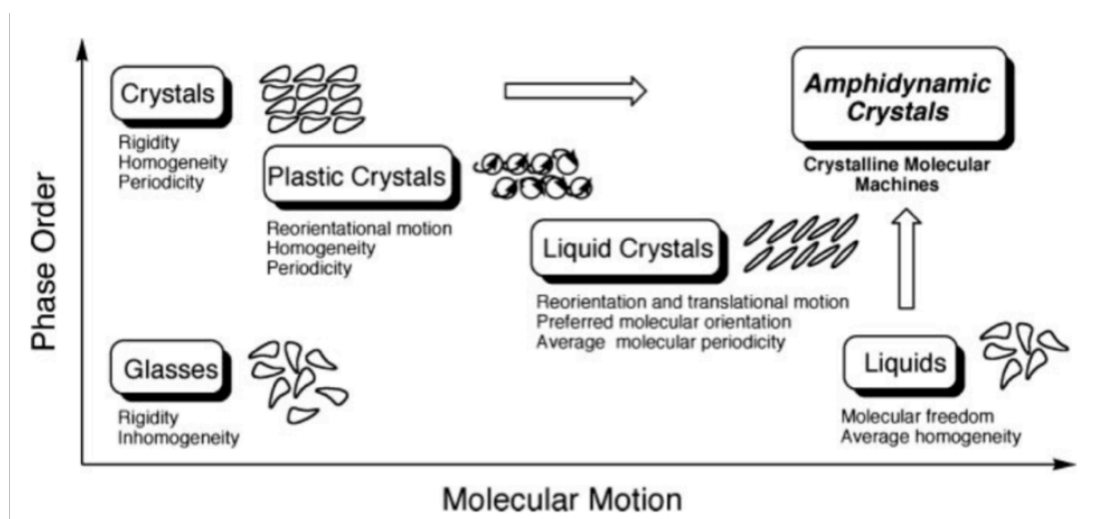 Phase Order
Crystals
Rigidity
Homogeneity
Periodicity
Plastic Crystals
Reorientational motion
Homogeneity
Periodicity
Liquid Crystals
Reorientation and translational motion
Preferred molecular orientation
Average molecular periodicity
Amphidynamic
Crystals
Crystalline Molecular
Machines
Glasses
Rigidity
Inhomogeneity
Liquids
Molecular freedom
Average homogeneity
Molecular Motion